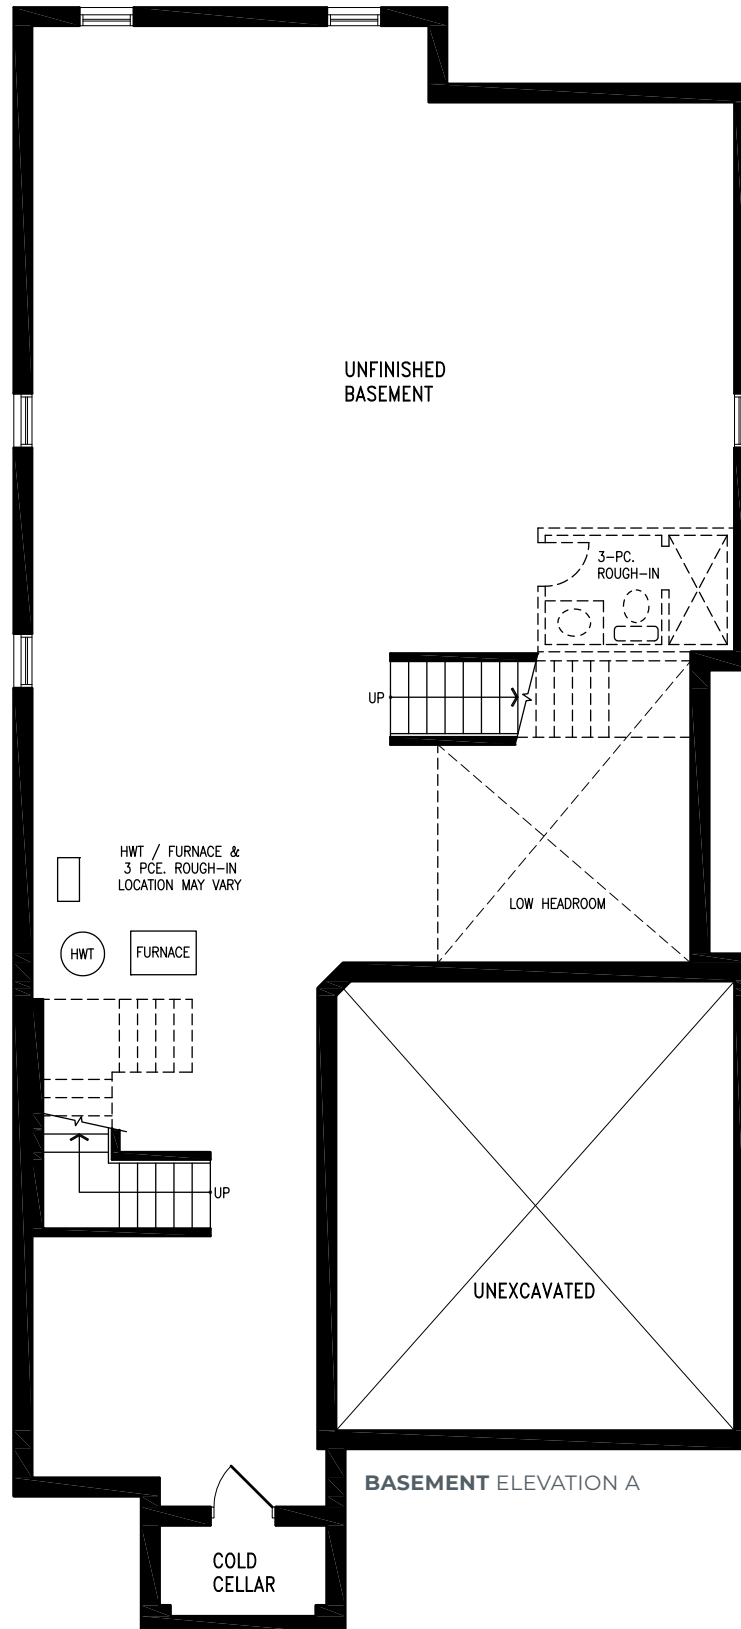 UNFINISHED
BASEMENT
3-PC.
ROUGH-IN
UP
HWT / FURNACE &
3 PCE. ROUGH-IN
LOCATION MAY VARY
LOW HEADROOM
HWT
FURNACE
UP
UNEXCAVATED
BASEMENT ELEVATION A
COLD
CELLAR